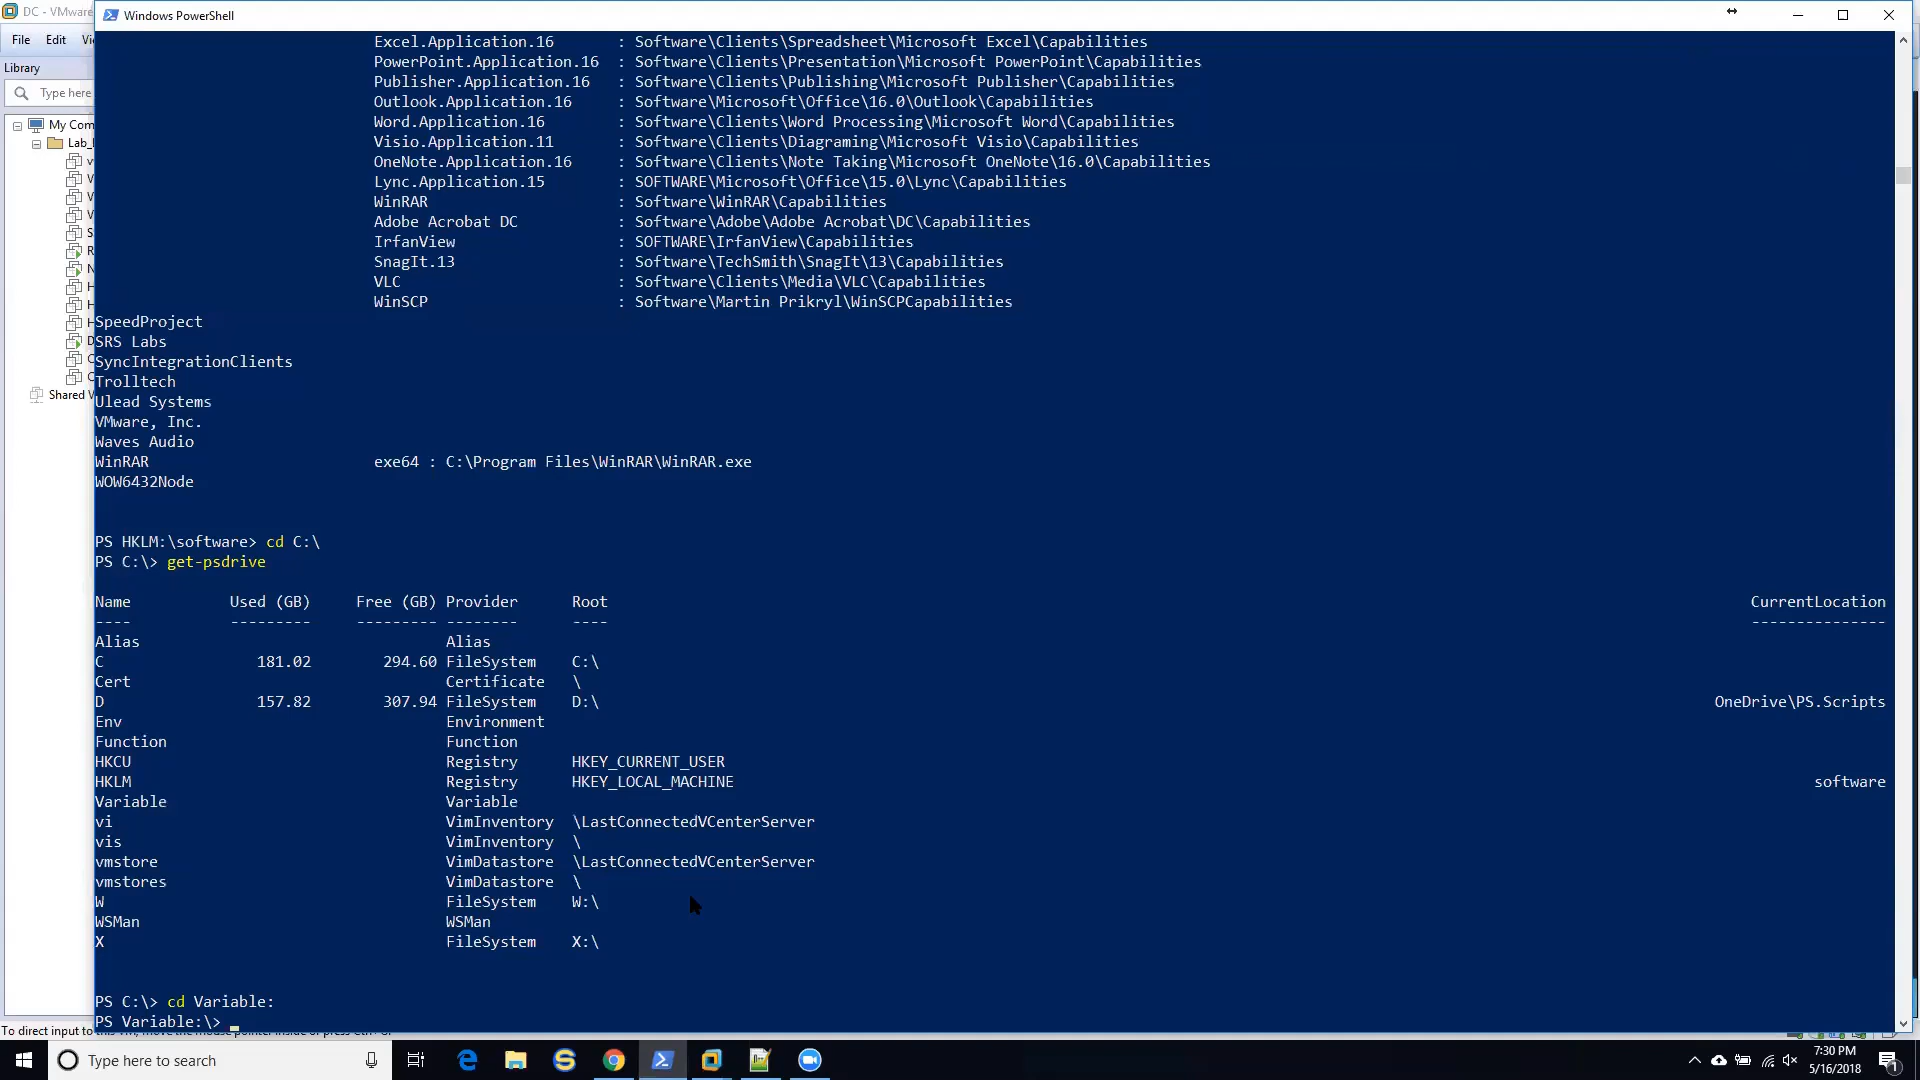 DC - VMware
Windows PowerShell
File Edit
Library
Type here
My Com
Lab_
Shared V
Excel.Application.16 : Software\Clients\Spreadsheet\Microsoft Excel\Capabilities
PowerPoint.Application.16 : Software\Clients\Presentation\Microsoft PowerPoint\Capabilities
Publisher.Application.16 : Software\Clients\Publishing\Microsoft Publisher\Capabilities
Outlook.Application.16 : Software\Microsoft\Office\16.0\Outlook\Capabilities
Word.Application.16 : Software\Clients\Word Processing\Microsoft Word\Capabilities
Visio.Application.11 : Software\Clients\Diagraming\Microsoft Visio\Capabilities
OneNote.Application.16 : Software\Clients\Note Taking\Microsoft OneNote\16.0\Capabilities
Lync.Application.15 : SOFTWARE\Microsoft\Office\15.0\Lync\Capabilities
WinRAR : Software\WinRAR\Capabilities
Adobe Acrobat DC : Software\Adobe\Adobe Acrobat\DC\Capabilities
IrfanView : SOFTWARE\IrfanView\Capabilities
SnagIt.13 : Software\TechSmith\SnagIt\13\Capabilities
VLC : Software\Clients\Media\VLC\Capabilities
WinSCP : Software\Martin Prikryl\WinSCPCapabilities
SpeedProject
SRS Labs
SyncIntegrationClients
Trolltech
Ulead Systems
VMware, Inc.
Waves Audio
WinRAR exe64 : C:\Program Files\WinRAR\WinRAR.exe
WOW6432Node
PS HKLM:\software> cd C:\
PS C:\> get-psdrive
Name Used (GB) Free (GB) Provider Root CurrentLocation
---- --------- --------- -------- ---- ---------------
Alias Alias
C 181.02 294.60 FileSystem C:\
Cert Certificate \
D 157.82 307.94 FileSystem D:\ OneDrive\PS.Scripts
Env Environment
Function Function
HKCU Registry HKEY_CURRENT_USER
HKLM Registry HKEY_LOCAL_MACHINE software
Variable Variable
vi VimInventory \LastConnectedVCenterServer
vis VimInventory \
vmstore VimDatastore \LastConnectedVCenterServer
vmstores VimDatastore \
W FileSystem W:\
WSMan WSMan
X FileSystem X:\
PS C:\> cd Variable:
PS Variable:\>
Type here to search
7:30 PM
5/16/2018